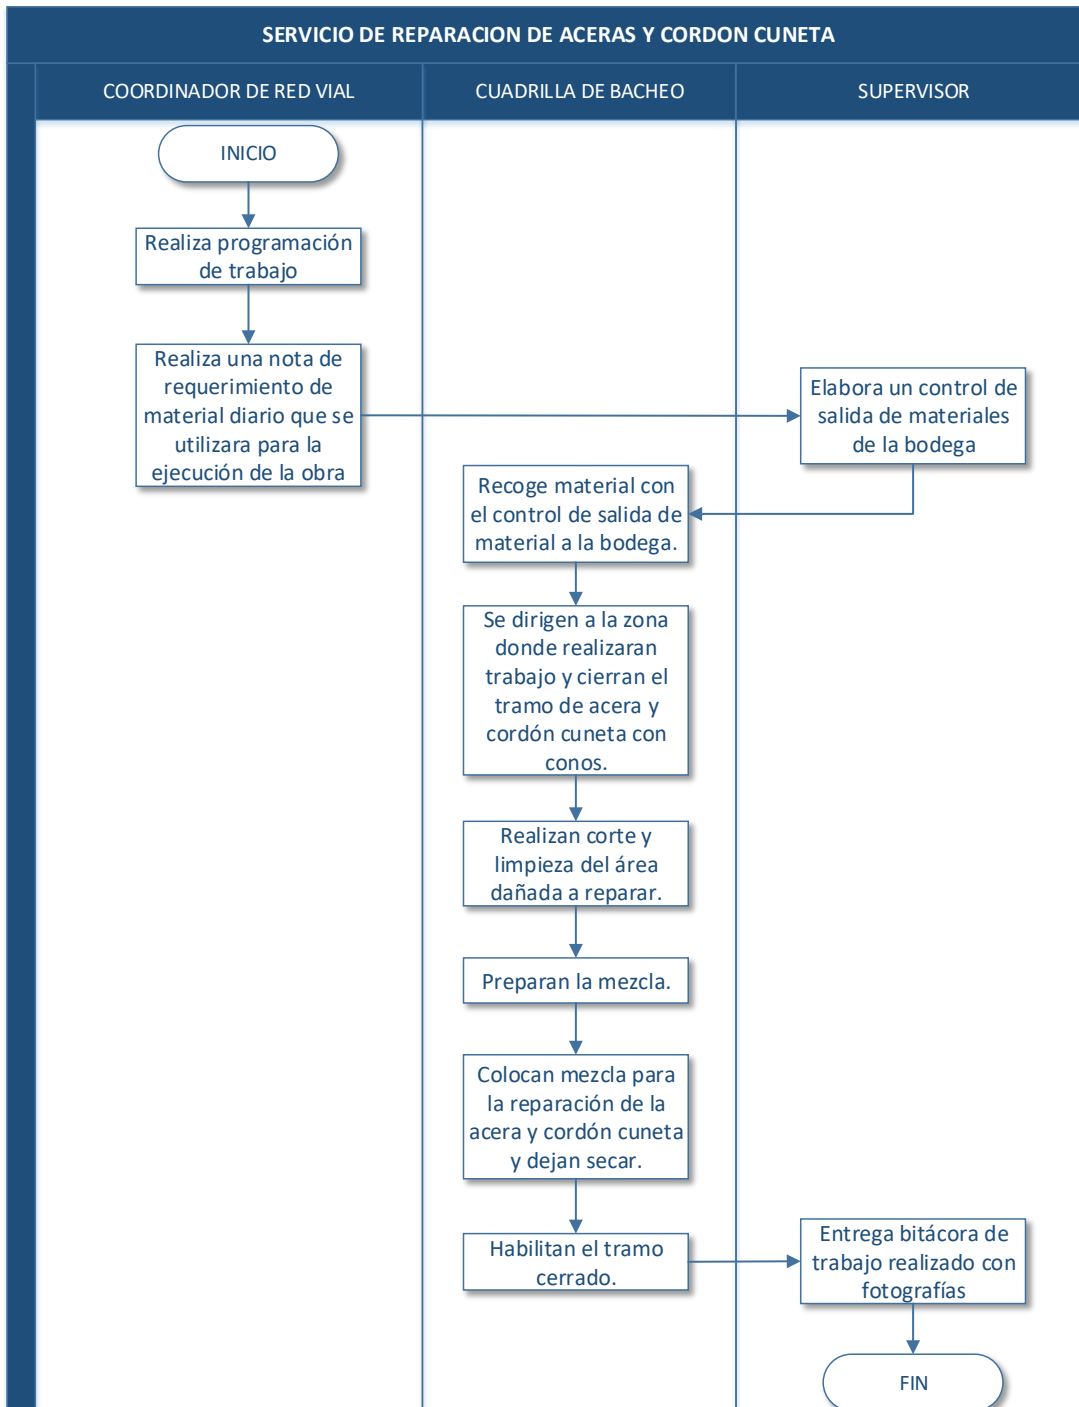 SERVICIO DE REPARACION DE ACERAS Y CORDON CUNETA
COORDINADOR DE RED VIAL
CUADRILLA DE BACHEO
SUPERVISOR
INICIO
Realiza programación
de trabajo
Realiza una nota de
requerimiento de
material diario que se
utilizara para la
ejecución de la obra
Elabora un control de
salida de materiales
de la bodega
Recoge material con
el control de salida de
material a la bodega.
Se dirigen a la zona
donde realizaran
trabajo y cierran el
tramo de acera y
cordón cuneta con
conos.
Realizan corte y
limpieza del área
dañada a reparar.
Preparan la mezcla.
Colocan mezcla para
la reparación de la
acera y cordón cuneta
y dejan secar.
Habilitan el tramo
cerrado.
Entrega bitácora de
trabajo realizado con
fotografías
FIN